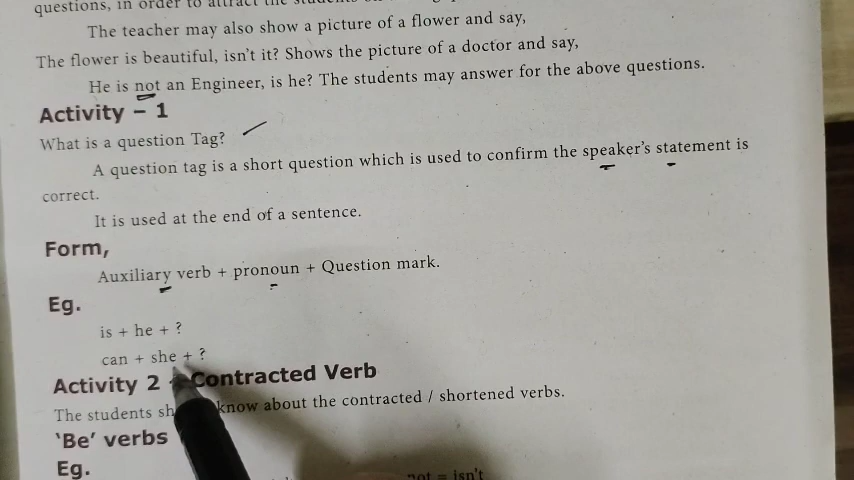 questions, in order to attract the
The teacher may also show a picture of a flower and say,
The flower is beautiful, isn't it? Shows the picture of a doctor and say,
He is not an Engineer, is he? The students may answer for the above questions.
Activity – 1
What is a question Tag?
A question tag is a short question which is used to confirm the speaker's statement is
correct.
It is used at the end of a sentence.
Form,
Auxiliary verb + pronoun + Question mark.
Eg.
is + he + ?
can + she + ?
Activity 2 Contracted Verb
The students know about the contracted / shortened verbs.
'Be' verbs
Eg.
not = isn't